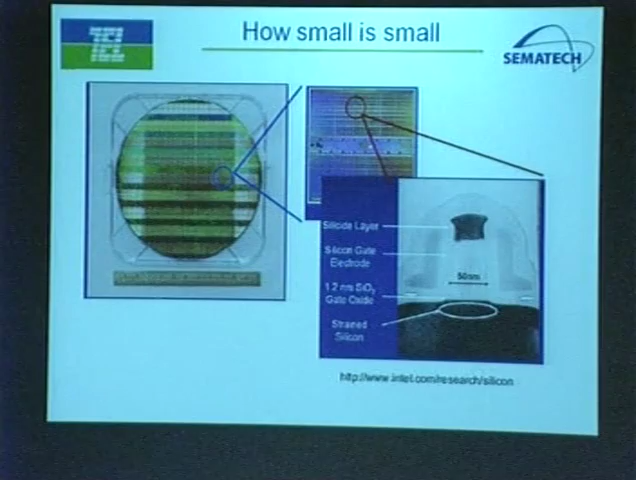 TEL
How small is small
SEMATECH
Silicide Layer
Silicon Gate
Electrode
50nm
1.2 nm SiO₂
Gate Oxide
Strained
Silicon
http://www.intel.com/research/silicon